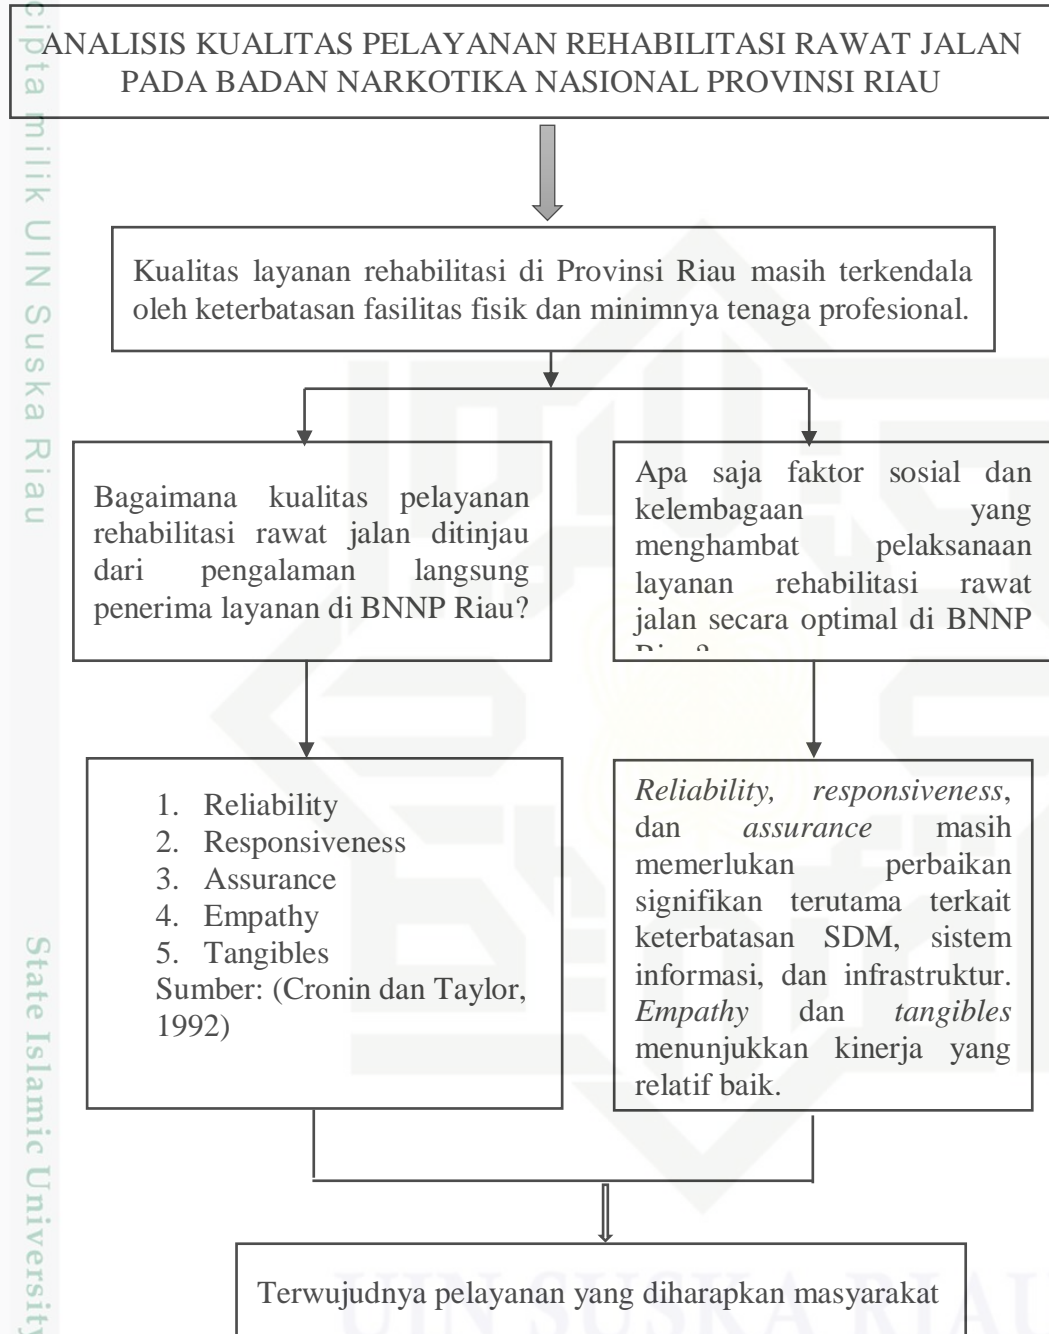 ANALISIS KUALITAS PELAYANAN REHABILITASI RAWAT JALAN
PADA BADAN NARKOTIKA NASIONAL PROVINSI RIAU
Kualitas layanan rehabilitasi di Provinsi Riau masih terkendala
oleh keterbatasan fasilitas fisik dan minimnya tenaga profesional.
Bagaimana kualitas pelayanan
rehabilitasi rawat jalan ditinjau
dari pengalaman langsung
penerima layanan di BNNP Riau?
Apa saja faktor sosial dan
kelembagaan yang
menghambat pelaksanaan
layanan rehabilitasi rawat
jalan secara optimal di BNNP
1. Reliability
2. Responsiveness
3. Assurance
4. Empathy
5. Tangibles
Sumber: (Cronin dan Taylor,
1992)
Reliability, responsiveness,
dan assurance masih
memerlukan perbaikan
signifikan terutama terkait
keterbatasan SDM, sistem
informasi, dan infrastruktur.
Empathy dan tangibles
menunjukkan kinerja yang
relatif baik.
Terwujudnya pelayanan yang diharapkan masyarakat
cipta milik UIN Suska Riau
State Islamic University
UIN SUSKA RIAU